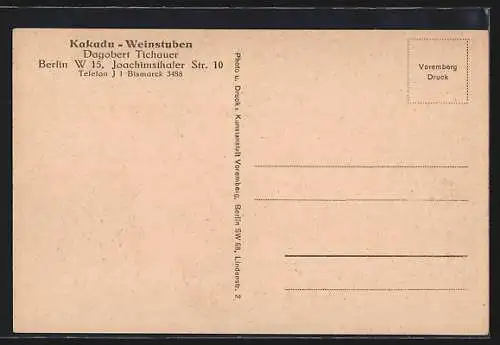 Kakadu - Weinstuben
Dagobert Tichauer
Berlin W 15, Joachimsthaler Str. 10
Telefon J 1 Bismarck 3488
Photo u. Druck: Kunstanstalt Voremberg, Berlin SW 68, Lindenstr. 2
Voremberg
Druck